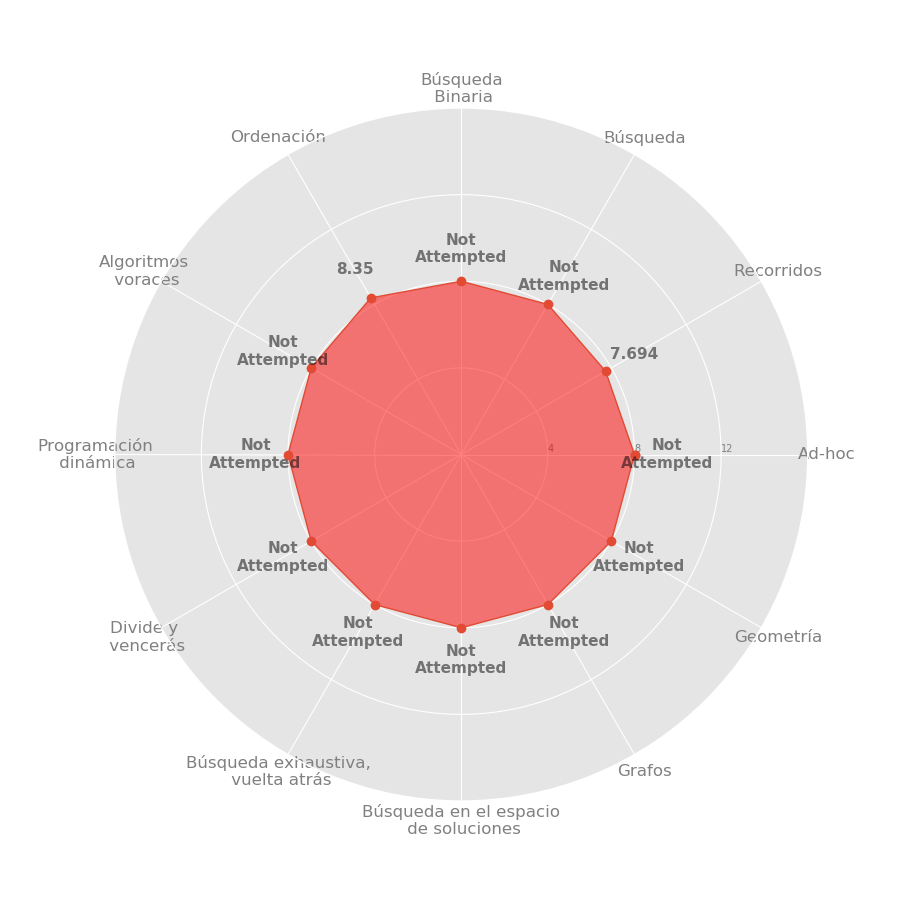 Búsqueda
Binaria
Ordenación
Búsqueda
Algoritmos
voraces
Recorridos
Not
Attempted
8.35
Not
Attempted
7.694
Not
Attempted
Programación
dinámica
Not
Attempted
4
8
12
Not
Attempted
Ad-hoc
Not
Attempted
Not
Attempted
Divide y
vencerás
Not
Attempted
Not
Attempted
Not
Attempted
Geometría
Búsqueda exhaustiva,
vuelta atrás
Grafos
Búsqueda en el espacio
de soluciones